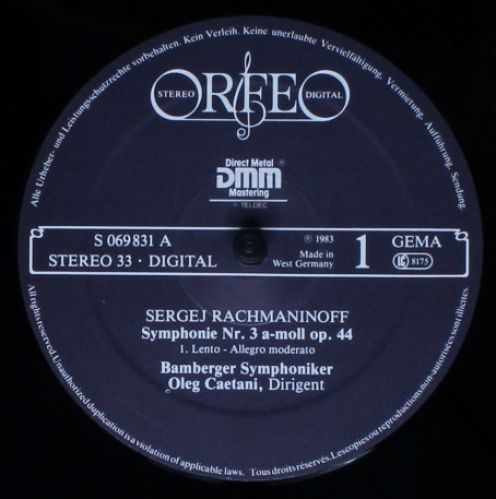 Alle Urheber- und Leistungsschutzrechte vorbehalten. Kein Verleih. Keine unerlaubte Vervielfältigung, Vermietung, Aufführung, Sendung.
STEREO ORFEO DIGITAL
Direct Metal ®
DMM
Mastering
® TELDEC
S 069831 A
STEREO 33 · DIGITAL
℗ 1983
Made in
West Germany
1
GEMA
LC 8175
SERGEJ RACHMANINOFF
Symphonie Nr. 3 a-moll op. 44
1. Lento - Allegro moderato
Bamberger Symphoniker
Oleg Caetani, Dirigent
All rights reserved. Unauthorized duplication is a violation of applicable laws. Tous droits réservés. Les copies ou reproductions non-autorisées sont illicites.